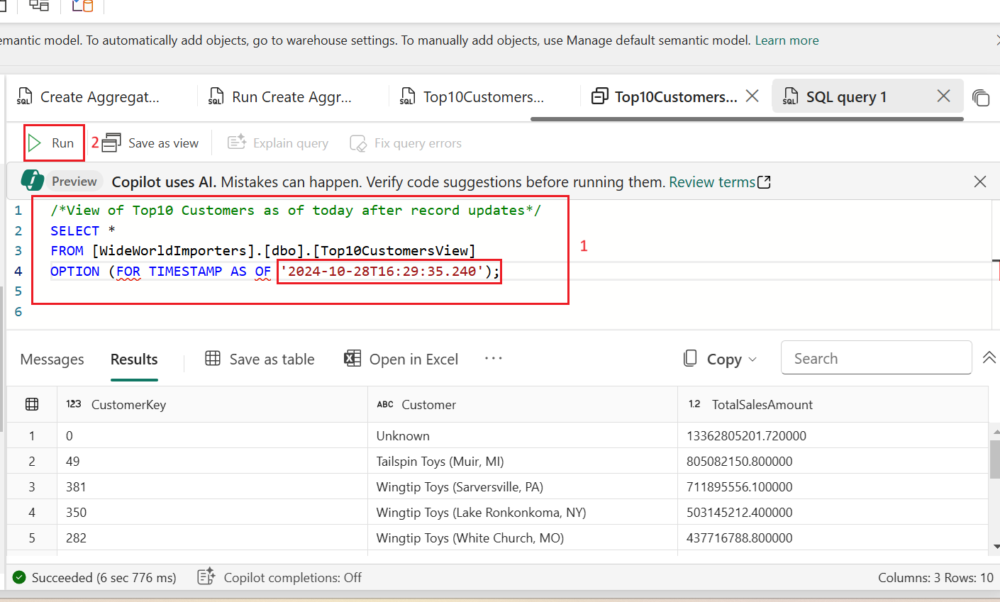 emantic model. To automatically add objects, go to warehouse settings. To manually add objects, use Manage default semantic model. Learn more
Create Aggregat... Run Create Aggr... Top10Customers... Top10Customers... SQL query 1
Run 2 Save as view Explain query Fix query errors
Preview Copilot uses AI. Mistakes can happen. Verify code suggestions before running them. Review terms
1 /*View of Top10 Customers as of today after record updates*/
2 SELECT *
3 FROM [WideWorldImporters].[dbo].[Top10CustomersView] 1
4 OPTION (FOR TIMESTAMP AS OF '2024-10-28T16:29:35.240');
5
6
Messages Results Save as table Open in Excel ... Copy Search
123 CustomerKey ABC Customer 1.2 TotalSalesAmount
1 0 Unknown 13362805201.720000
2 49 Tailspin Toys (Muir, MI) 805082150.800000
3 381 Wingtip Toys (Sarversville, PA) 711895556.100000
4 350 Wingtip Toys (Lake Ronkonkoma, NY) 503145212.400000
5 282 Wingtip Toys (White Church, MO) 437716788.800000
Succeeded (6 sec 776 ms) Copilot completions: Off Columns: 3 Rows: 10